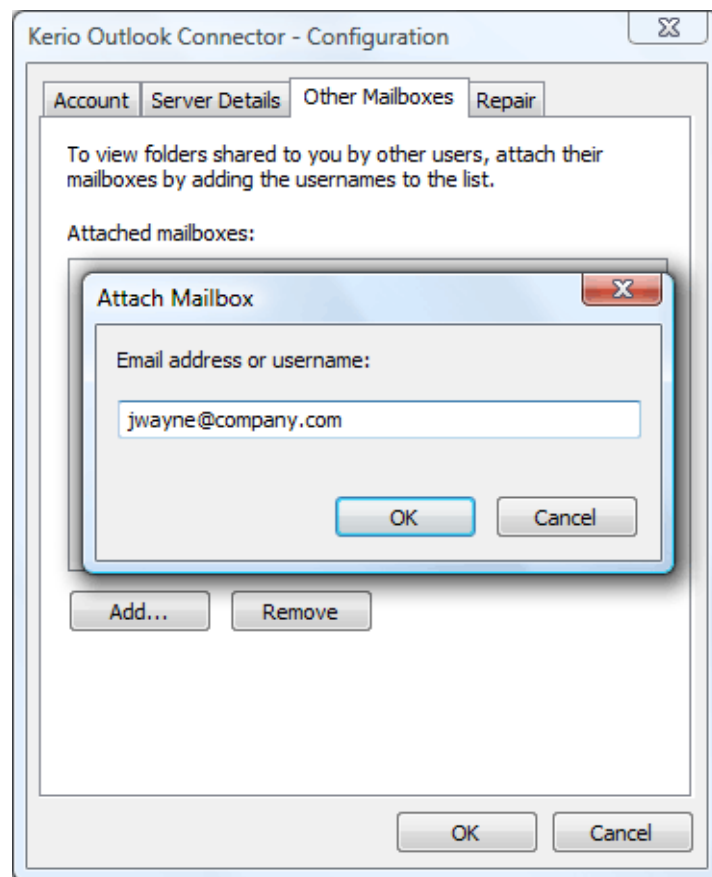 Kerio Outlook Connector - Configuration
Account Server Details Other Mailboxes Repair
To view folders shared to you by other users, attach their
mailboxes by adding the usernames to the list.
Attached mailboxes:
Attach Mailbox
Email address or username:
jwayne@company.com
OK Cancel
Add... Remove
OK Cancel